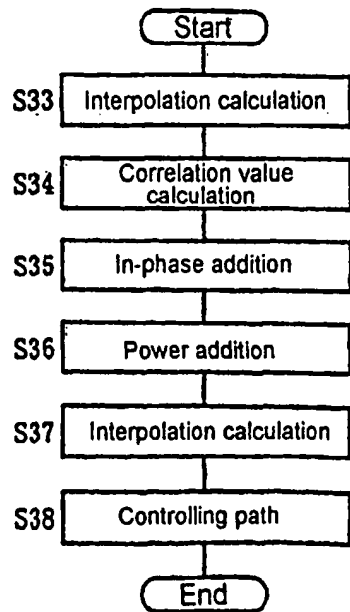 Start
S33 Interpolation calculation
S34 Correlation value
calculation
S35 In-phase addition
S36 Power addition
S37 Interpolation calculation
S38 Controlling path
End